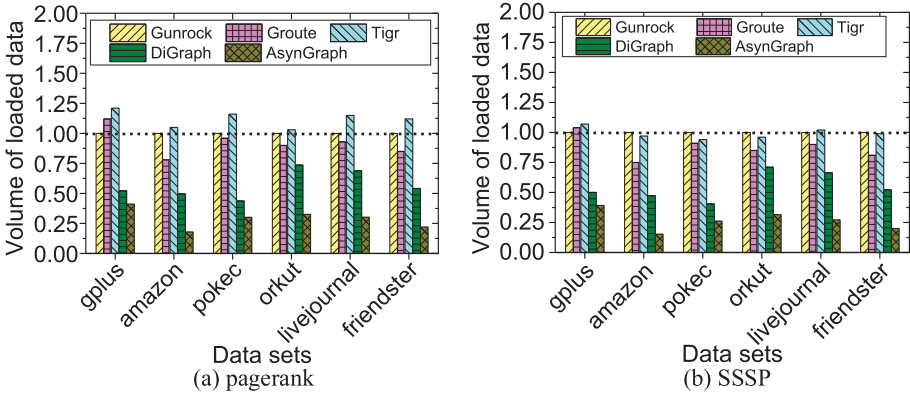 Volume of loaded data
2.00
1.75
1.50
1.25
1.00
0.75
0.50
0.25
0.00
Gunrock Groute Tigr
DiGraph AsynGraph
gplus
amazon
pokec
orkut
livejournal
friendster
Data sets
(a) pagerank
Volume of loaded data
2.00
1.75
1.50
1.25
1.00
0.75
0.50
0.25
0.00
Gunrock Groute Tigr
DiGraph AsynGraph
gplus
amazon
pokec
orkut
livejournal
friendster
Data sets
(b) SSSP